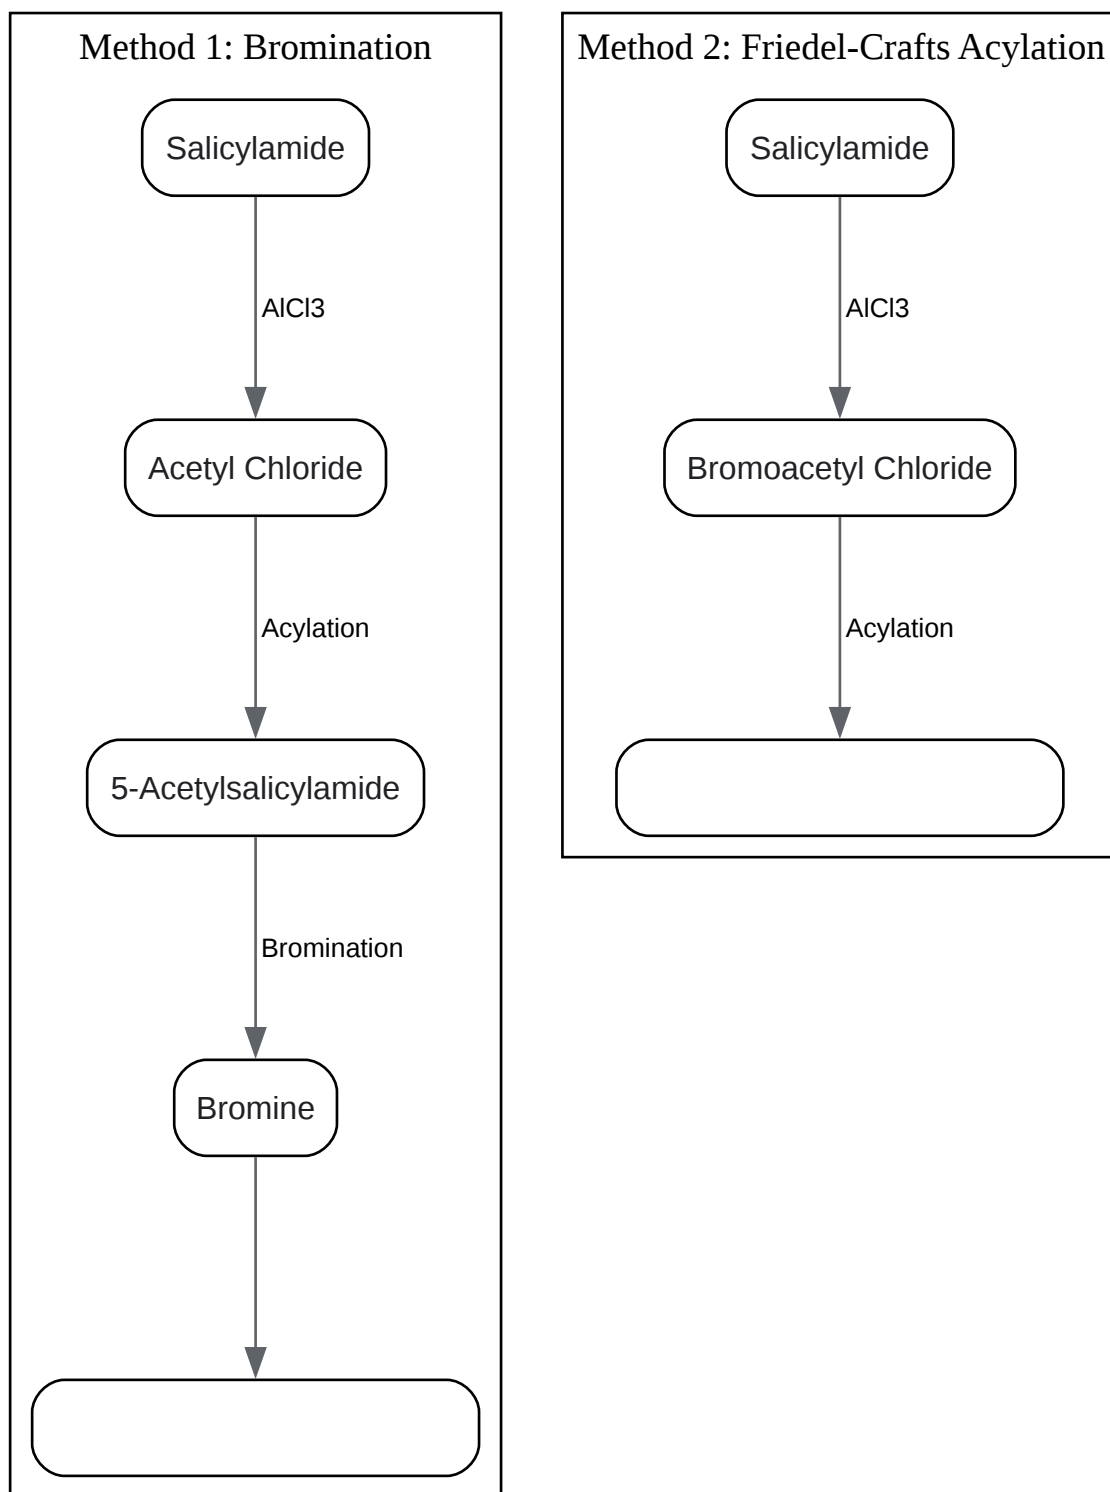 Method 1: Bromination
Salicylamide
AlCl3
Acetyl Chloride
Acylation
5-Acetylsalicylamide
Bromination
Bromine
Method 2: Friedel-Crafts Acylation
Salicylamide
AlCl3
Bromoacetyl Chloride
Acylation